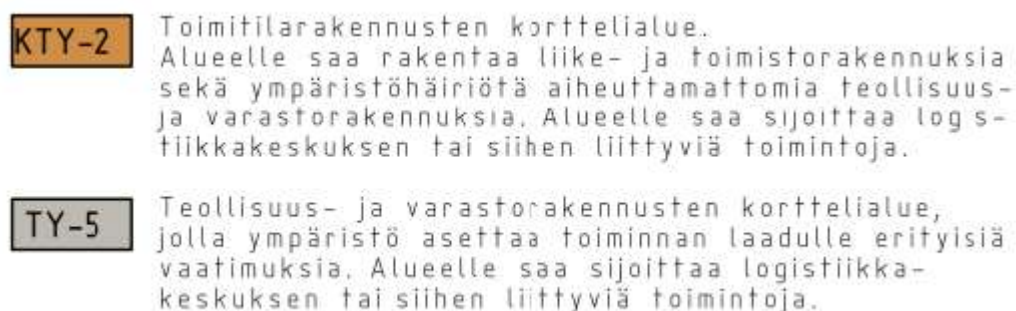 KTY-2
Toimitilarakennusten korttelialue.
Alueelle saa rakentaa liike- ja toimistorakennuksia
sekä ympäristöhäiriötä aiheuttamattomia teollisuus-
ja varastorakennuksia. Alueelle saa sijoittaa logis-
tiikkakeskuksen tai siihen liittyviä toimintoja.
TY-5
Teollisuus- ja varastorakennusten korttelialue,
jolla ympäristö asettaa toiminnan laadulle erityisiä
vaatimuksia. Alueelle saa sijoittaa logistiikka-
keskuksen tai siihen liittyviä toimintoja.